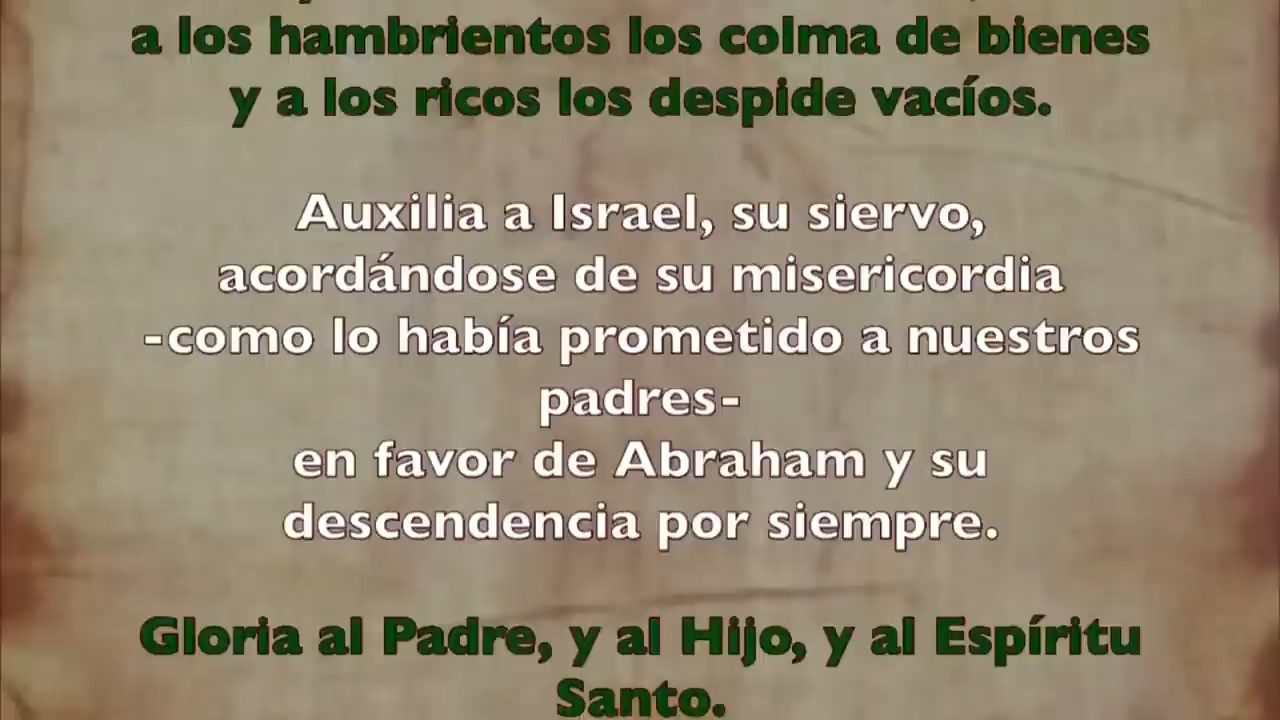 a los hambrientos los colma de bienes
y a los ricos los despide vacíos.
Auxilia a Israel, su siervo,
acordándose de su misericordia
-como lo había prometido a nuestros
padres-
en favor de Abraham y su
descendencia por siempre.
Gloria al Padre, y al Hijo, y al Espíritu
Santo.